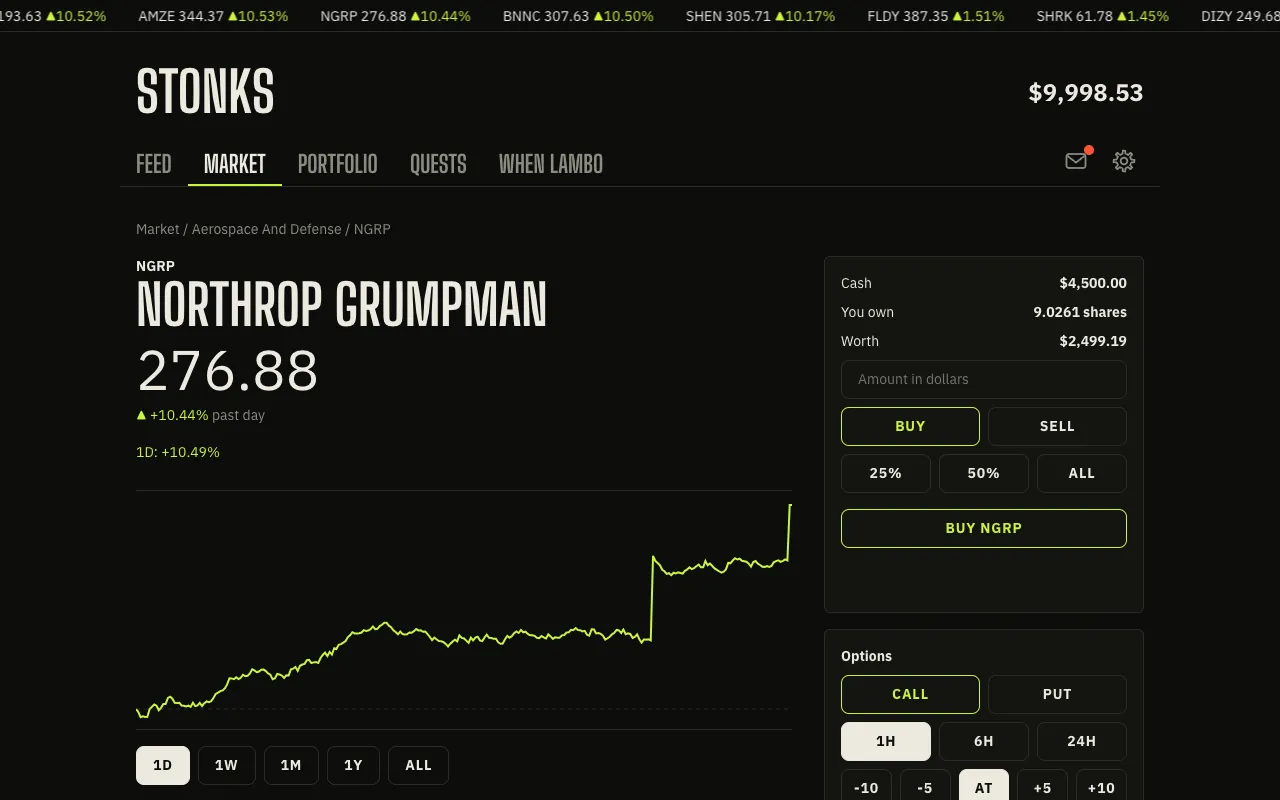 193.63 ▲10.52% AMZE 344.37 ▲10.53% NGRP 276.88 ▲10.44% BNNC 307.63 ▲10.50% SHEN 305.71 ▲10.17% FLDY 387.35 ▲1.51% SHRK 61.78 ▲1.45% DIZY 249.68
STONKS
$9,998.53
FEED MARKET PORTFOLIO QUESTS WHEN LAMBO
Market / Aerospace And Defense / NGRP
NGRP
NORTHROP GRUMPMAN
276.88
▲ +10.44% past day
1D: +10.49%
1D 1W 1M 1Y ALL
Cash $4,500.00
You own 9.0261 shares
Worth $2,499.19
Amount in dollars
BUY SELL
25% 50% ALL
BUY NGRP
Options
CALL PUT
1H 6H 24H
-10 -5 AT +5 +10